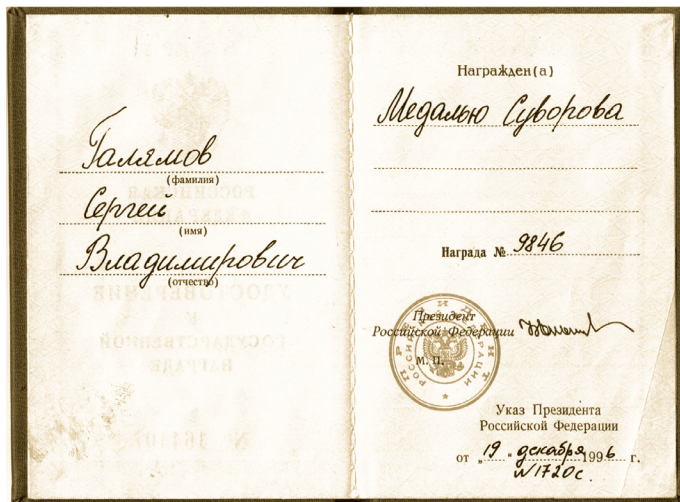 Галямов
(фамилия)
Сергей
(имя)
Владимирович
(отчество)
Награжден(а)
Медалью Суворова
Награда № 9846
Президент
Российской Федерации
М. П.
Указ Президента
Российской Федерации
от „19" декабря 1996 г.
N1720с.